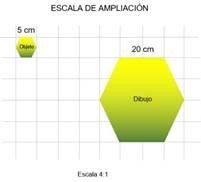 ESCALA DE AMPLIACIÓN
5 cm
Objeto
20 cm
Dibujo
Escala 4:1